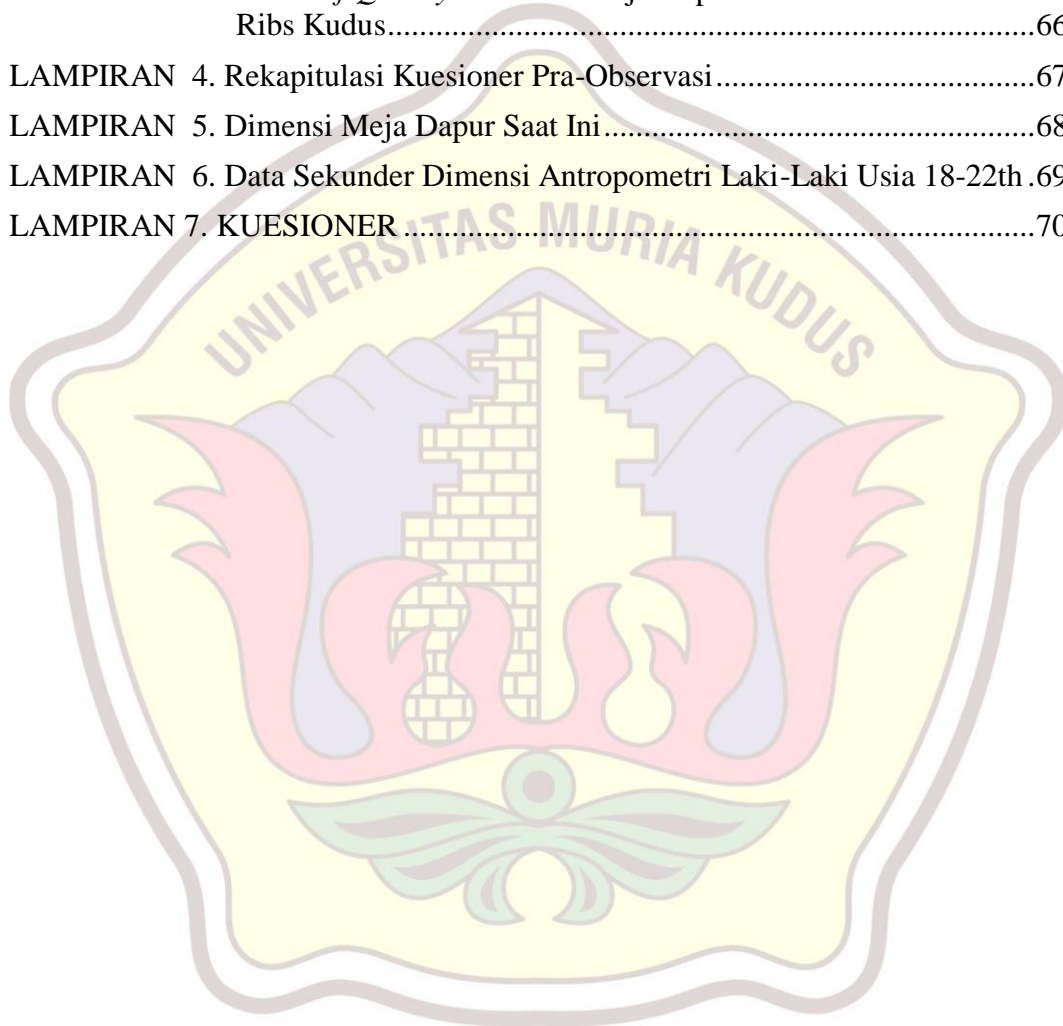 Ribs Kudus......................................................................................66
LAMPIRAN 4. Rekapitulasi Kuesioner Pra-Observasi..........................................67
LAMPIRAN 5. Dimensi Meja Dapur Saat Ini.........................................................68
LAMPIRAN 6. Data Sekunder Dimensi Antropometri Laki-Laki Usia 18-22th .69
LAMPIRAN 7. KUESIONER....................................................................................70
UNIVERSITAS MURIA KUDUS